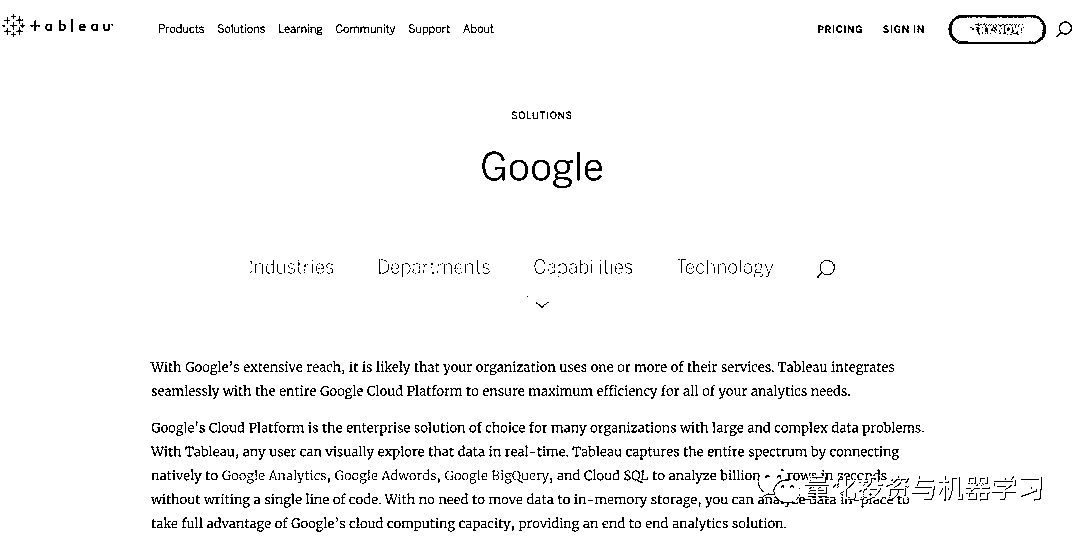 tableau
Products Solutions Learning Community Support About
PRICING SIGN IN TRY NOW
SOLUTIONS
Google
Industries Departments Capabilities Technology
With Google's extensive reach, it is likely that your organization uses one or more of their services. Tableau integrates
seamlessly with the entire Google Cloud Platform to ensure maximum efficiency for all of your analytics needs.
Google's Cloud Platform is the enterprise solution of choice for many organizations with large and complex data problems.
With Tableau, any user can visually explore that data in real-time. Tableau captures the entire spectrum by connecting
natively to Google Analytics, Google Adwords, Google BigQuery, and Cloud SQL to analyze billion rows in seconds
without writing a single line of code. With no need to move data to in-memory storage, you can analyze data in-place to
take full advantage of Google's cloud computing capacity, providing an end to end analytics solution.
量化投资与机器学习